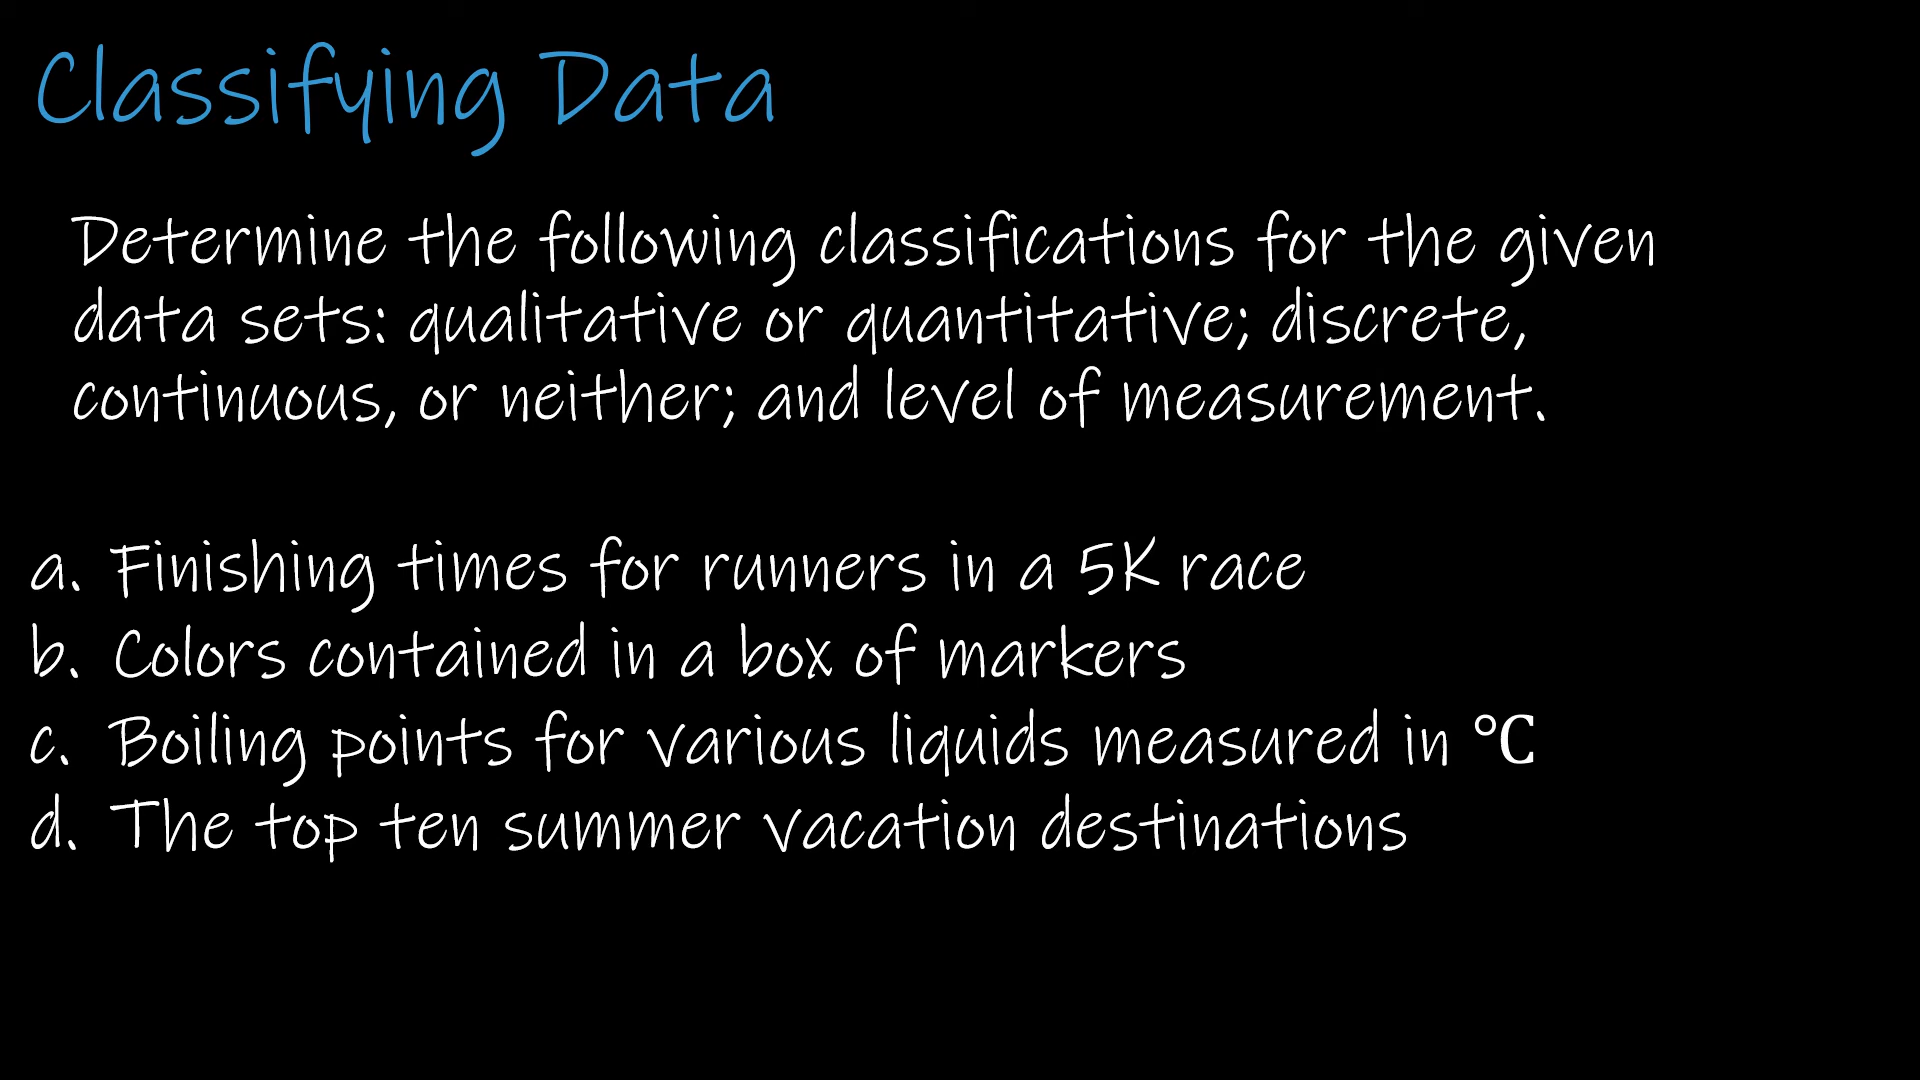 Classifying Data
Determine the following classifications for the given
data sets: qualitative or quantitative; discrete,
continuous, or neither; and level of measurement.
a. Finishing times for runners in a 5K race
b. Colors contained in a box of markers
c. Boiling points for various liquids measured in °C
d. The top ten summer vacation destinations